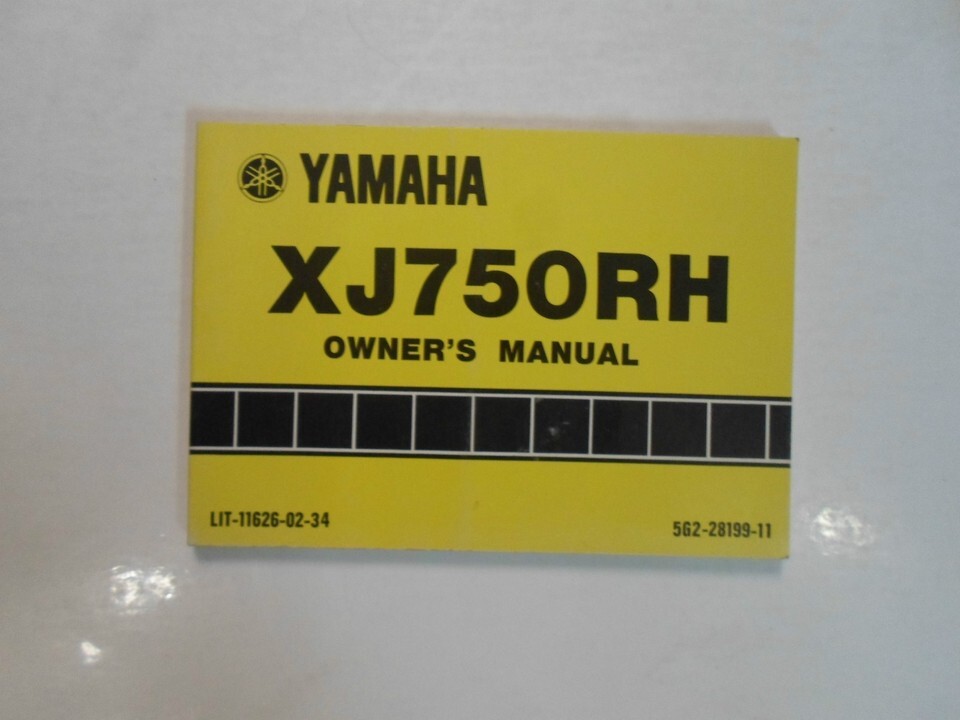 YAMAHA
XJ750RH
OWNER'S MANUAL
LIT-11626-02-34
5G2-28199-11